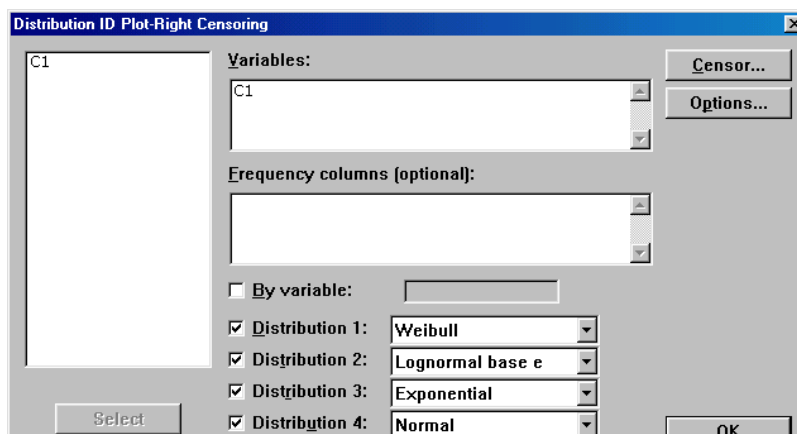 Distribution ID Plot-Right Censoring
C1
Variables:
C1
Censor...
Options...
Frequency columns (optional):
By variable:
Distribution 1: Weibull
Distribution 2: Lognormal base e
Distribution 3: Exponential
Distribution 4: Normal
Select
OK